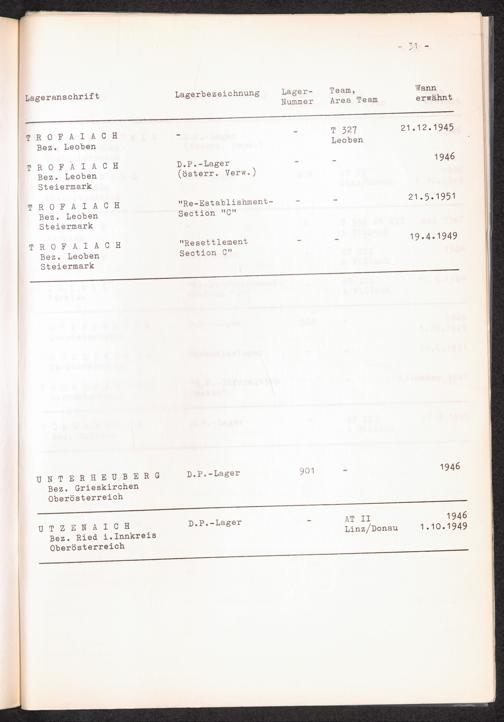 - 31 -
Lageranschrift Lagerbezeichnung Lager-Nummer Team, Area Team Wann erwähnt
T R O F A I A C H - - T 327 21.12.1945
Bez. Leoben Leoben
T R O F A I A C H D.P.-Lager - - 1946
Bez. Leoben (österr. Verw.)
Steiermark
T R O F A I A C H "Re-Establishment- - - 21.5.1951
Bez. Leoben Section "C"
Steiermark
T R O F A I A C H "Resettlement - - 19.4.1949
Bez. Leoben Section C"
Steiermark
U N T E R H E U B E R G D.P.-Lager 901 - 1946
Bez. Grieskirchen
Oberösterreich
U T Z E N A I C H D.P.-Lager - AT II 1946
Bez. Ried i.Innkreis Linz/Donau 1.10.1949
Oberösterreich